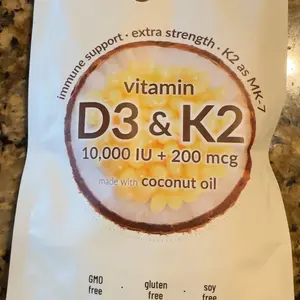 immune support · extra strength · K2 as MK-7
vitamin
D3 & K2
10,000 IU + 200 mcg
made with coconut oil
GMO free · gluten free · soy free